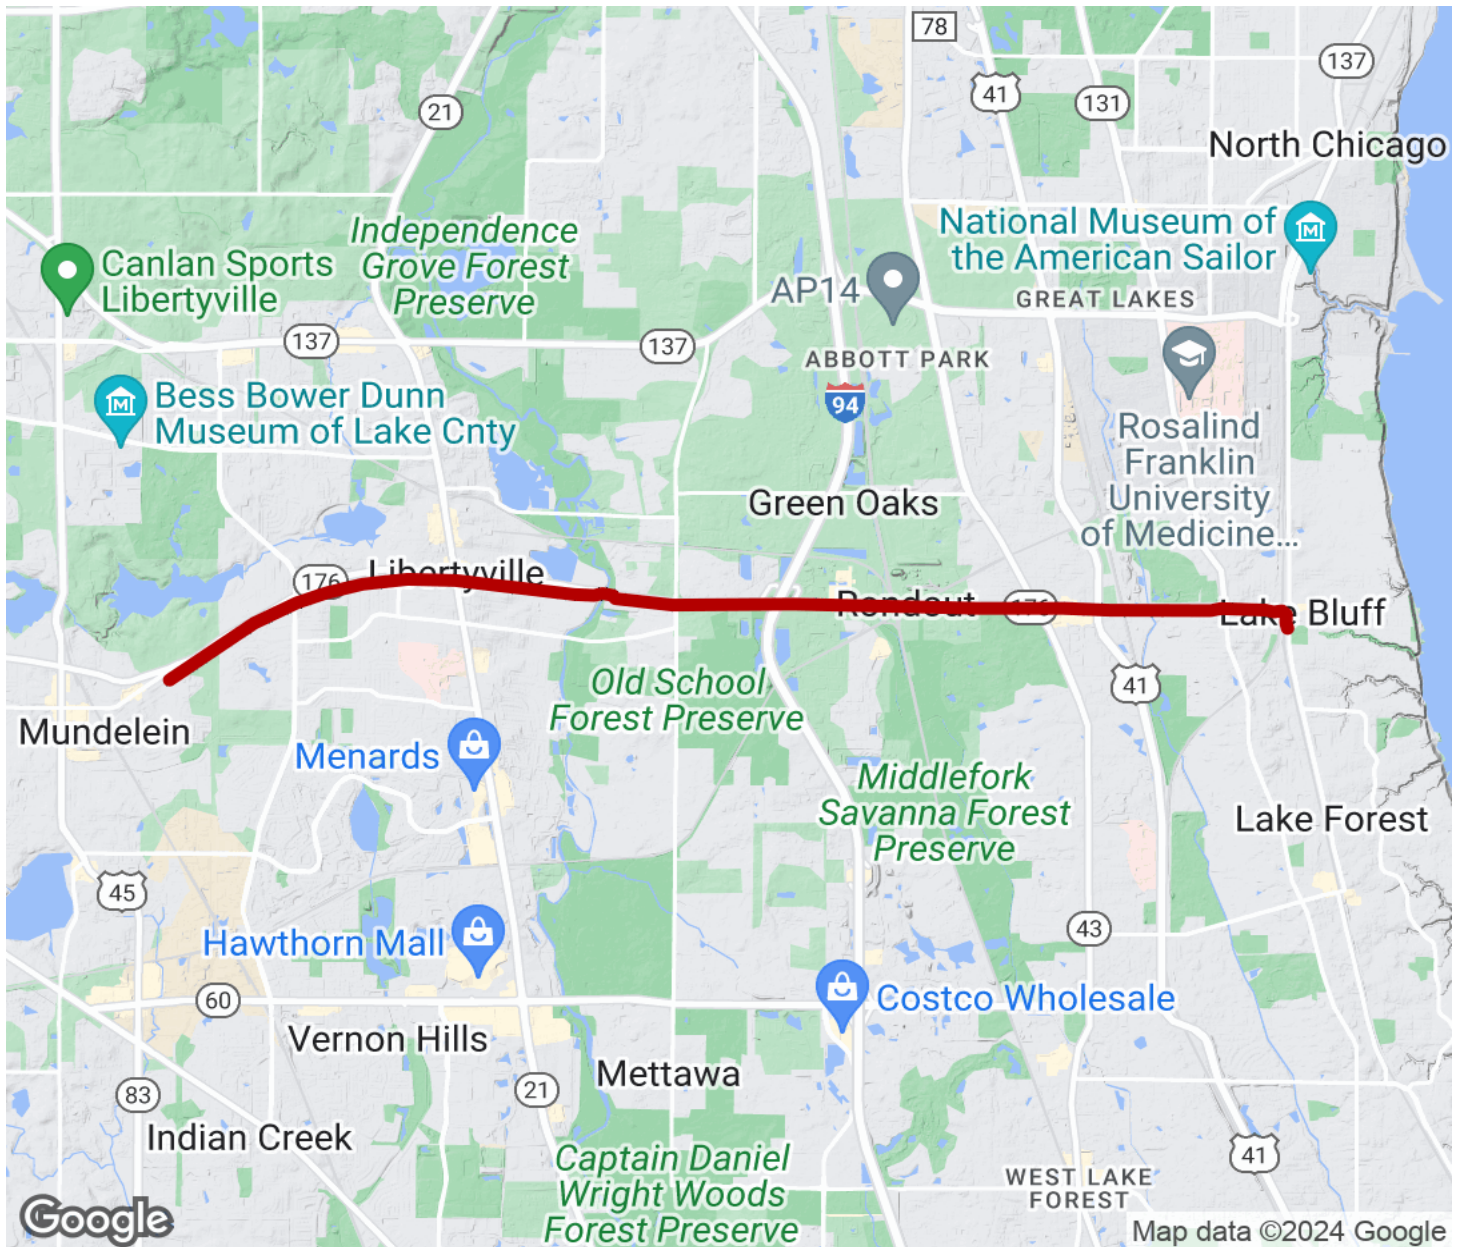 78
137
41
131
21
North Chicago
National Museum of
the American Sailor
Independence
Grove Forest
Preserve
Canlan Sports
Libertyville
AP14
GREAT LAKES
137
137
ABBOTT PARK
94
Bess Bower Dunn
Museum of Lake Cnty
Rosalind
Franklin
University
of Medicine...
Green Oaks
176
Libertyville
Rondout
176
Lake Bluff
Old School
Forest Preserve
41
Mundelein
Menards
Middlefork
Savanna Forest
Preserve
Lake Forest
45
43
Hawthorn Mall
60
Costco Wholesale
Vernon Hills
Mettawa
83
21
Indian Creek
41
Captain Daniel
Wright Woods
Forest Preserve
WEST LAKE
FOREST
Google
Map data ©2024 Google